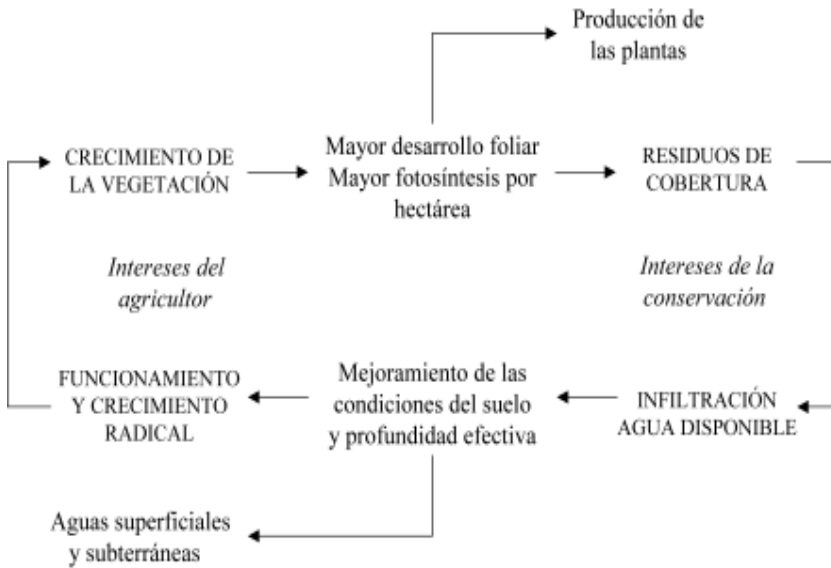 Producción de
las plantas
CRECIMIENTO DE
LA VEGETACIÓN
Mayor desarrollo foliar
Mayor fotosíntesis por
hectárea
RESIDUOS DE
COBERTURA
Intereses del
agricultor
Intereses de la
conservación
FUNCIONAMIENTO
Y CRECIMIENTO
RADICAL
Mejoramiento de las
condiciones del suelo
y profundidad efectiva
INFILTRACIÓN
AGUA DISPONIBLE
Aguas superficiales
y subterráneas